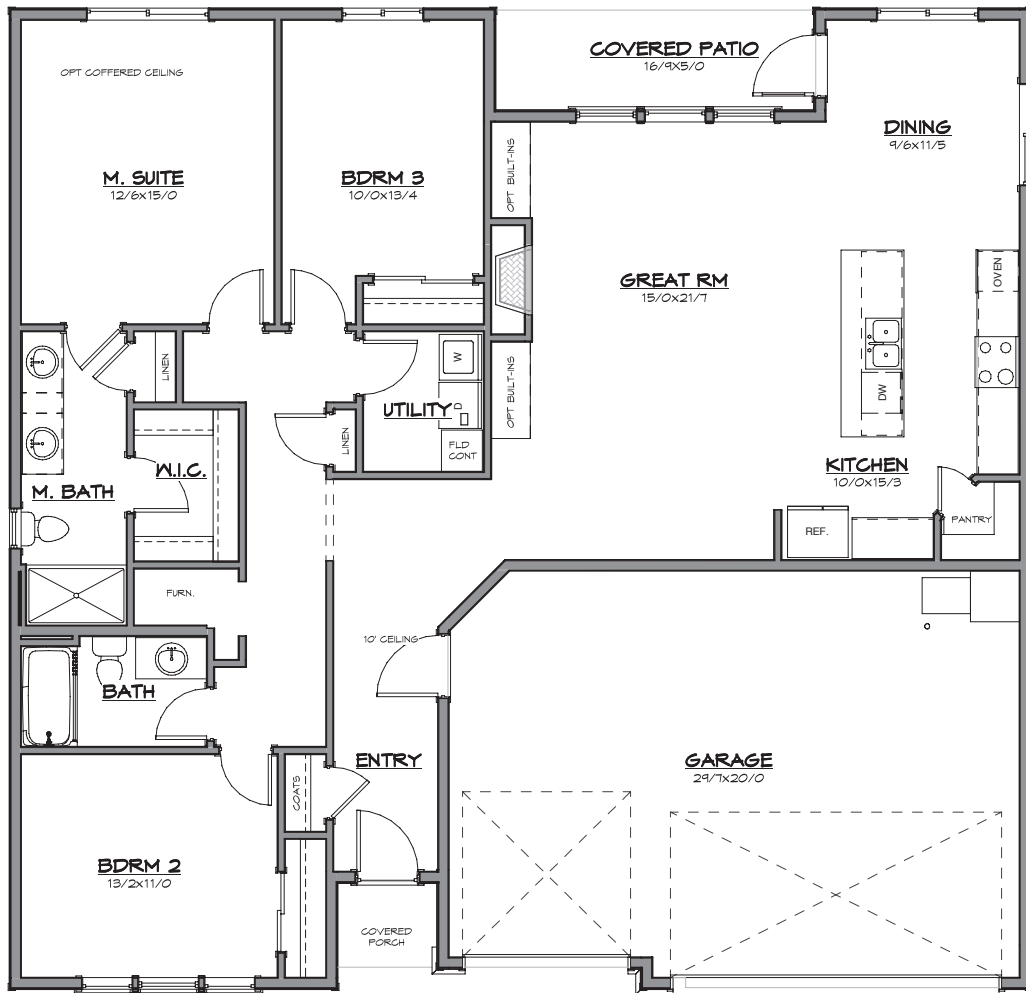 COVERED PATIO
16/9x5/0
OPT COFFERED CEILING
DINING
9/6x11/5
M. SUITE
12/6x15/0
BDRM 3
10/0x13/4
OPT BUILT-INS
GREAT RM
15/0x21/7
OVEN
LINEN
W
D
UTILITY
FLD
CONT
OPT BUILT-INS
DW
LINEN
W.I.C.
M. BATH
KITCHEN
10/0x15/3
REF.
PANTRY
FURN.
10' CEILING
BATH
ENTRY
GARAGE
29/7x20/0
COATS
BDRM 2
13/2x11/0
COVERED
PORCH